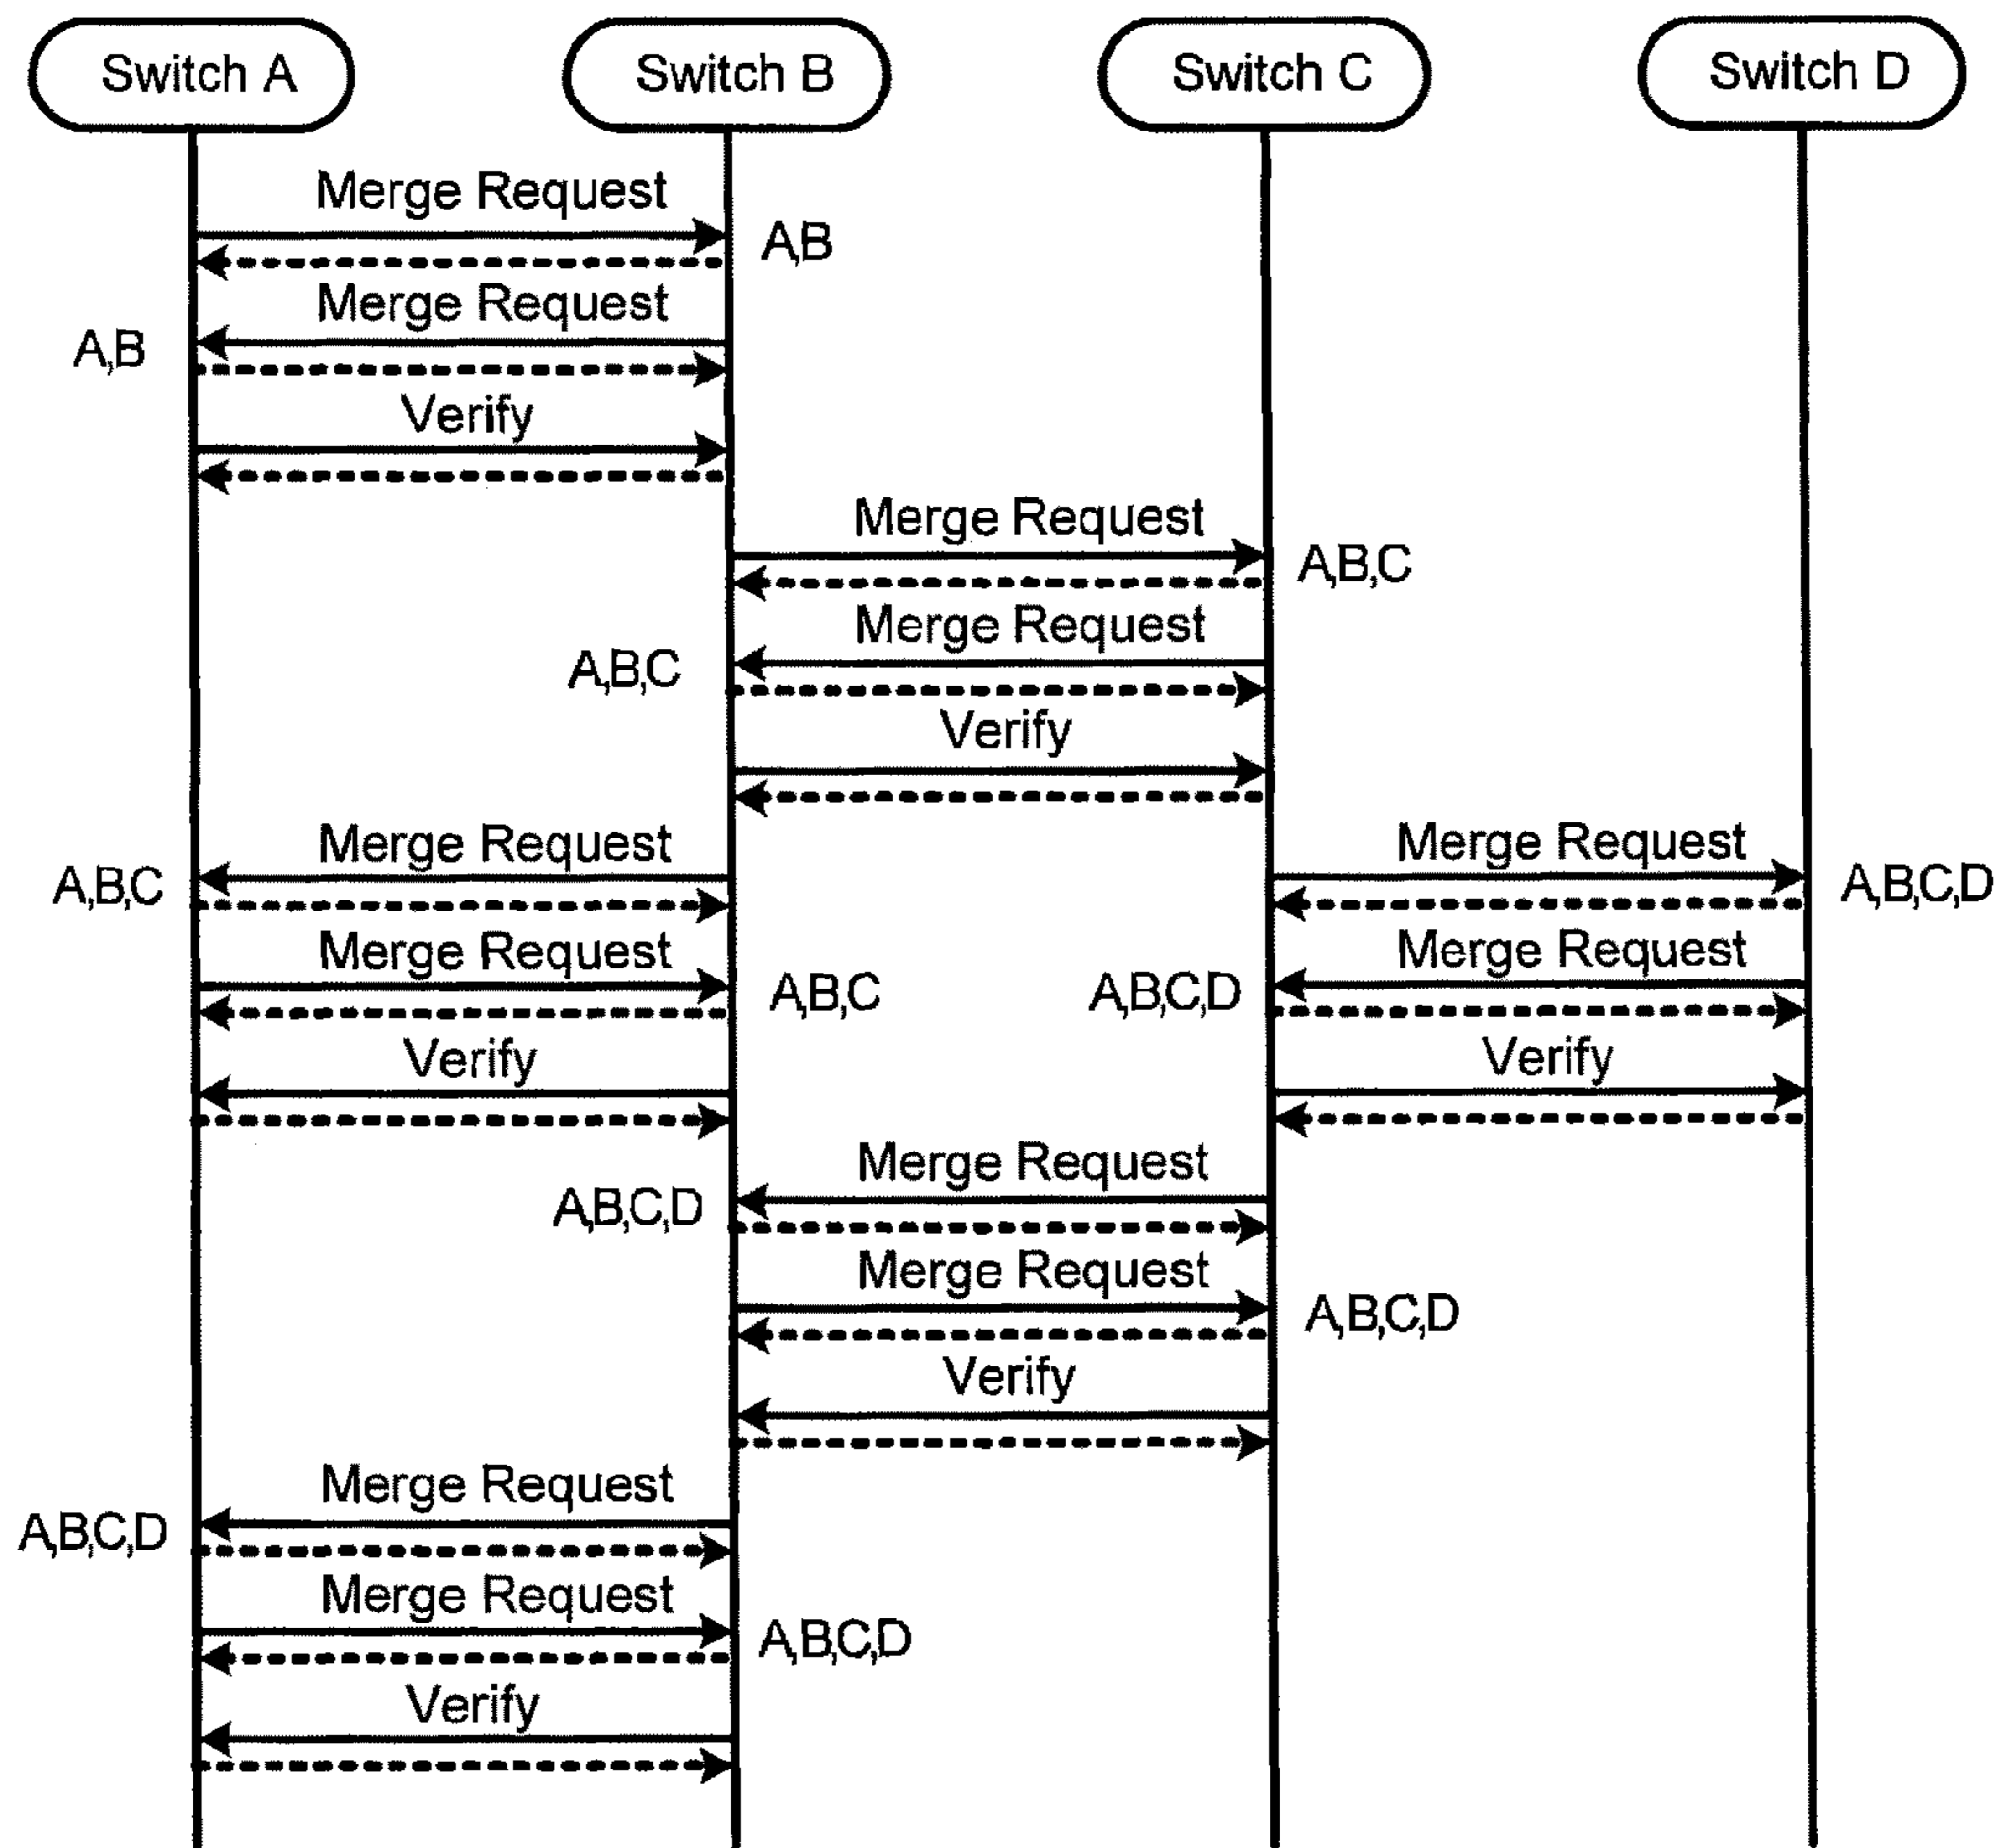 Switch A
Switch B
Switch C
Switch D
Merge Request
A,B
Merge Request
A,B
Verify
Merge Request
A,B,C
Merge Request
A,B,C
Verify
Merge Request
Merge Request
A,B,C
A,B,C,D
Merge Request
Merge Request
A,B,C
A,B,C,D
Verify
Verify
Merge Request
A,B,C,D
Merge Request
A,B,C,D
Verify
Merge Request
A,B,C,D
Merge Request
A,B,C,D
Verify